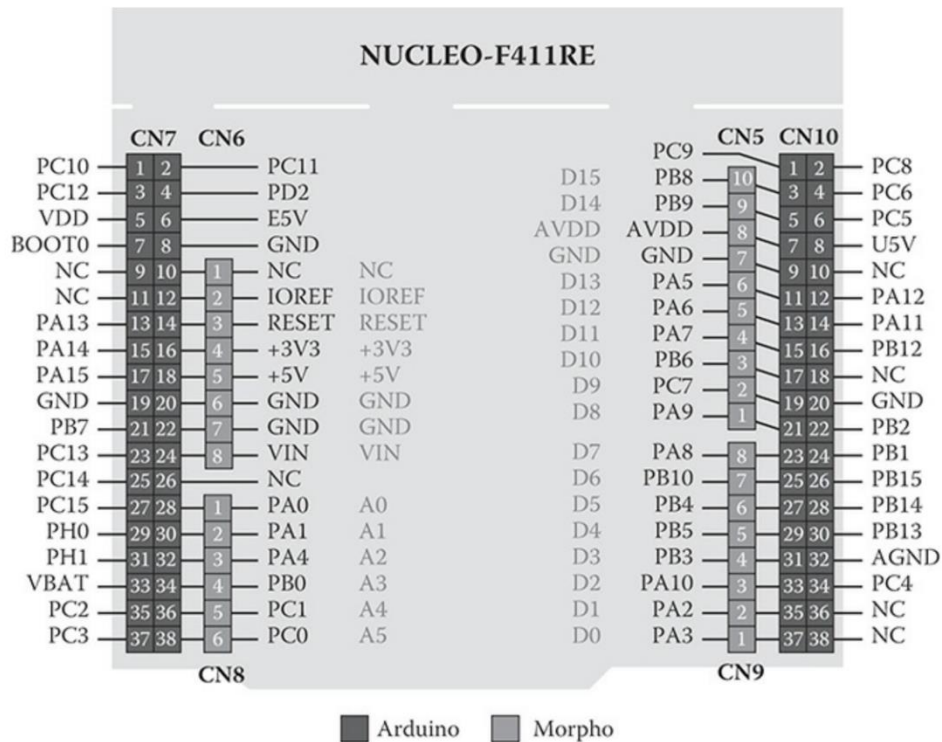 NUCLEO-F411RE
CN7 CN6 CN5 CN10
PC9
PC10 1 2 PC11 D15 PB8 10 1 2 PC8
PC12 3 4 PD2 D14 PB9 9 3 4 PC6
VDD 5 6 E5V AVDD AVDD 8 5 6 PC5
BOOT0 7 8 GND GND GND 7 7 8 U5V
NC 9 10 1 NC NC D13 PA5 6 9 10 NC
NC 11 12 2 IOREF IOREF D12 PA6 5 11 12 PA12
PA13 13 14 3 RESET RESET D11 PA7 4 13 14 PA11
PA14 15 16 4 +3V3 +3V3 D10 PB6 3 15 16 PB12
PA15 17 18 5 +5V +5V D9 PC7 2 17 18 NC
GND 19 20 6 GND GND D8 PA9 1 19 20 GND
PB7 21 22 7 GND GND 21 22 PB2
PC13 23 24 8 VIN VIN D7 PA8 8 23 24 PB1
PC14 25 26 NC D6 PB10 7 25 26 PB15
PC15 27 28 1 PA0 A0 D5 PB4 6 27 28 PB14
PH0 29 30 2 PA1 A1 D4 PB5 5 29 30 PB13
PH1 31 32 3 PA4 A2 D3 PB3 4 31 32 AGND
VBAT 33 34 4 PB0 A3 D2 PA10 3 33 34 PC4
PC2 35 36 5 PC1 A4 D1 PA2 2 35 36 NC
PC3 37 38 6 PC0 A5 D0 PA3 1 37 38 NC
CN8 CN9
Arduino Morpho